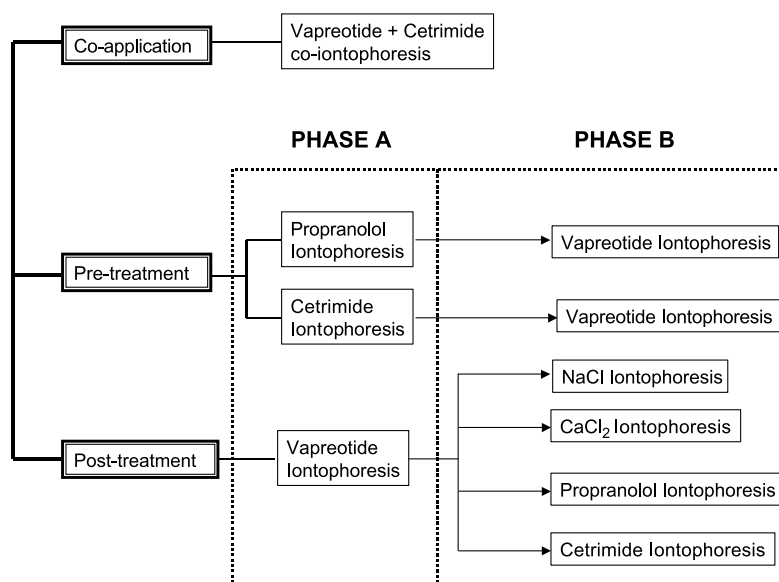 Co-application
Vapreotide + Cetrimide
co-iontophoresis
PHASE A
PHASE B
Pre-treatment
Propranolol
Iontophoresis
Vapreotide Iontophoresis
Cetrimide
Iontophoresis
Vapreotide Iontophoresis
Post-treatment
Vapreotide
Iontophoresis
NaCl Iontophoresis
CaCl₂ Iontophoresis
Propranolol Iontophoresis
Cetrimide Iontophoresis